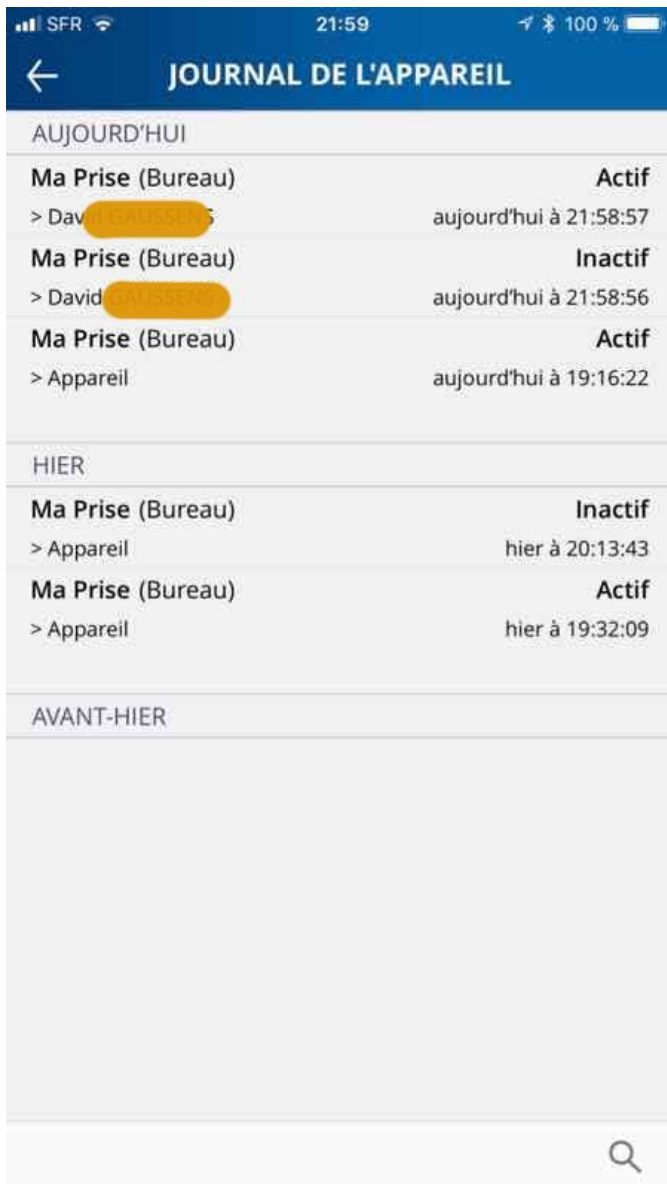 SFR 21:59 100 %
JOURNAL DE L'APPAREIL
AUJOURD'HUI
Ma Prise (Bureau) Actif
> David aujourd'hui à 21:58:57
Ma Prise (Bureau) Inactif
> David aujourd'hui à 21:58:56
Ma Prise (Bureau) Actif
> Appareil aujourd'hui à 19:16:22
HIER
Ma Prise (Bureau) Inactif
> Appareil hier à 20:13:43
Ma Prise (Bureau) Actif
> Appareil hier à 19:32:09
AVANT-HIER